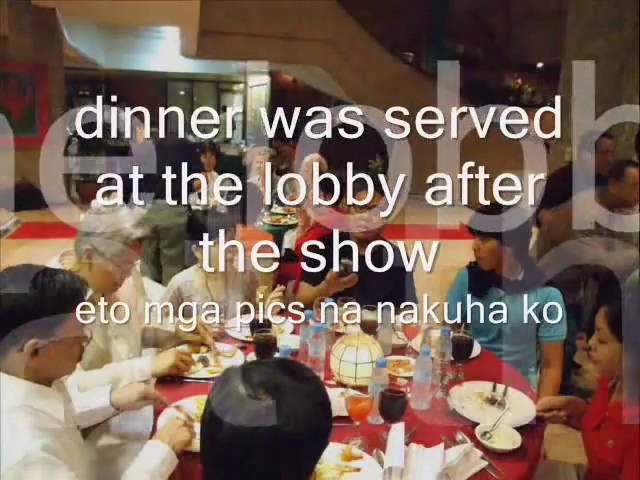 dinner was served
at the lobby after
the show
eto mga pics na nakuha ko